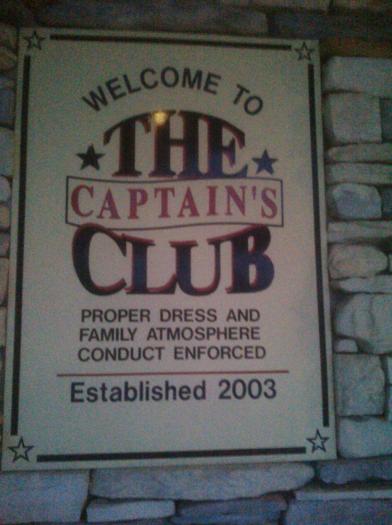 WELCOME TO
THE
CAPTAIN'S
CLUB
PROPER DRESS AND
FAMILY ATMOSPHERE
CONDUCT ENFORCED
Established 2003